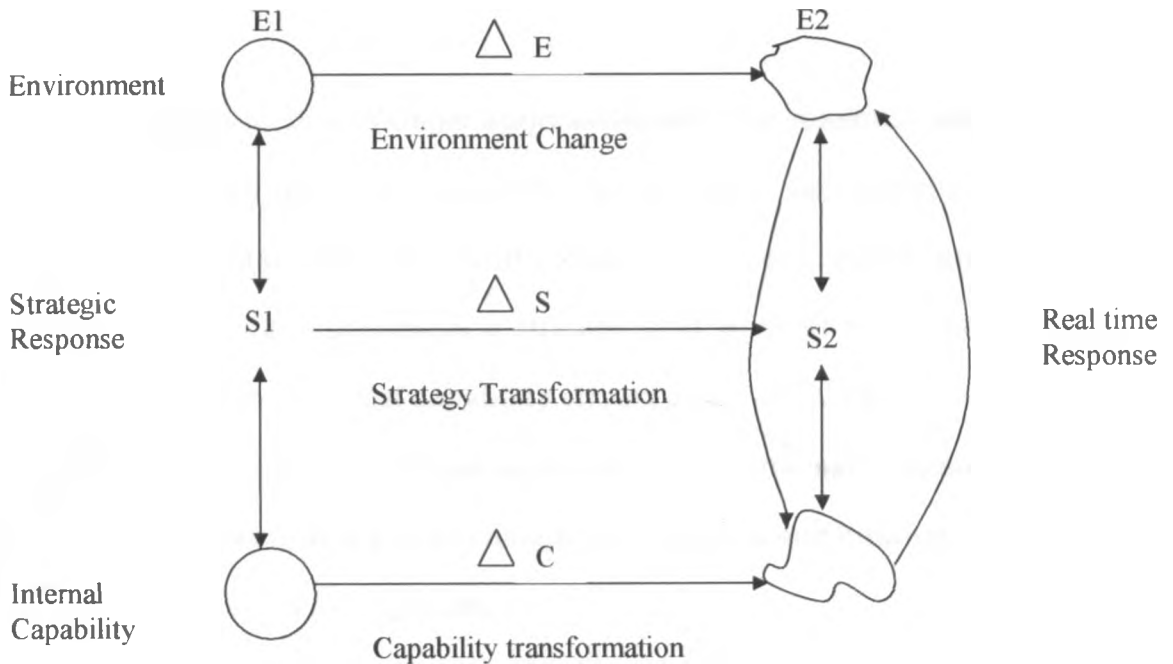 E1
E2
△ E
Environment
Environment Change
△ S
Strategic
Response
S1
S2
Real time
Response
Strategy Transformation
△ C
Internal
Capability
Capability transformation